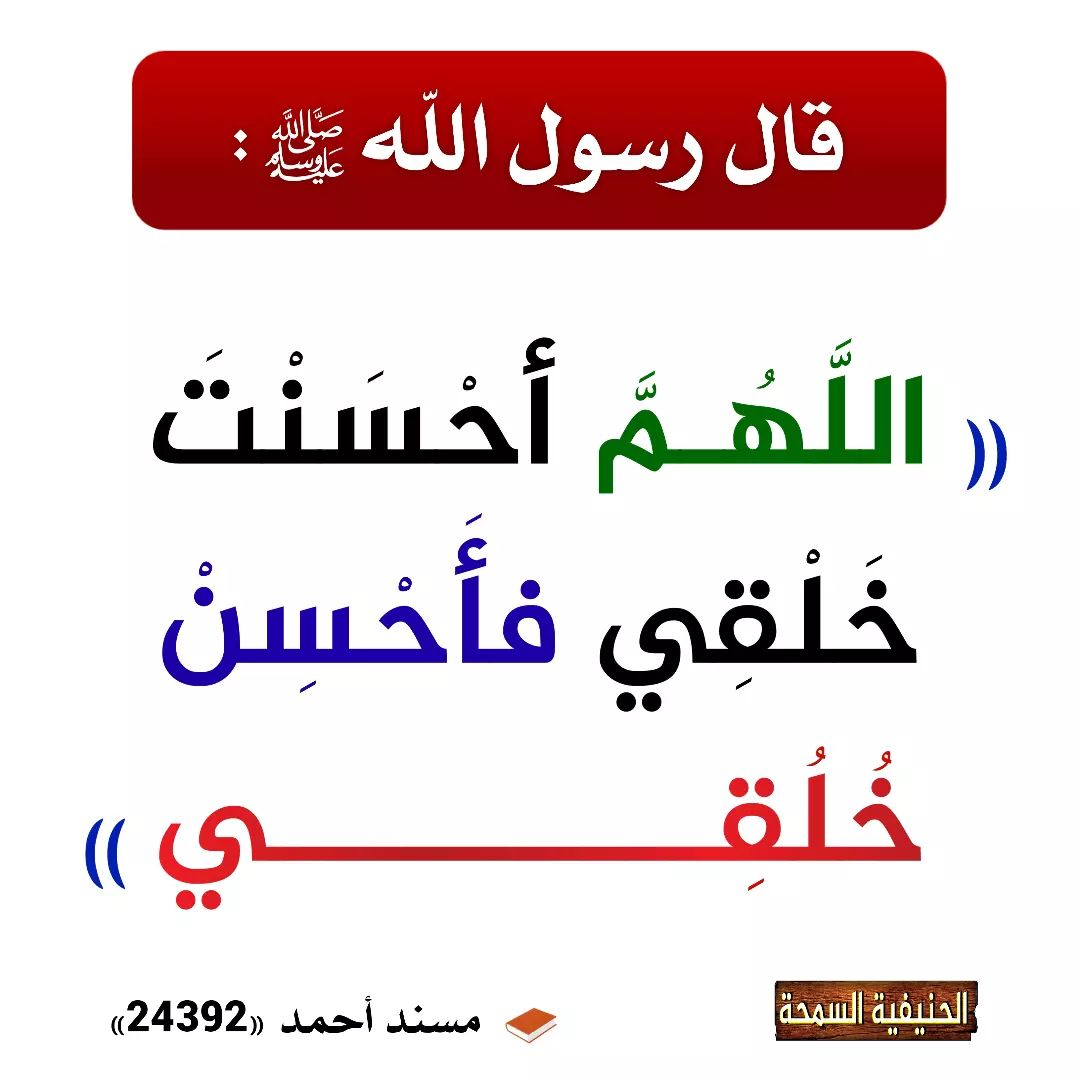 قال رسول الله ﷺ :
(( اللَّهُمَّ أحْسَنْتَ
خَلْقِي فأَحْسِنْ
خُلُقِي ))
مسند أحمد ((24392))
الحنيفية السمحة